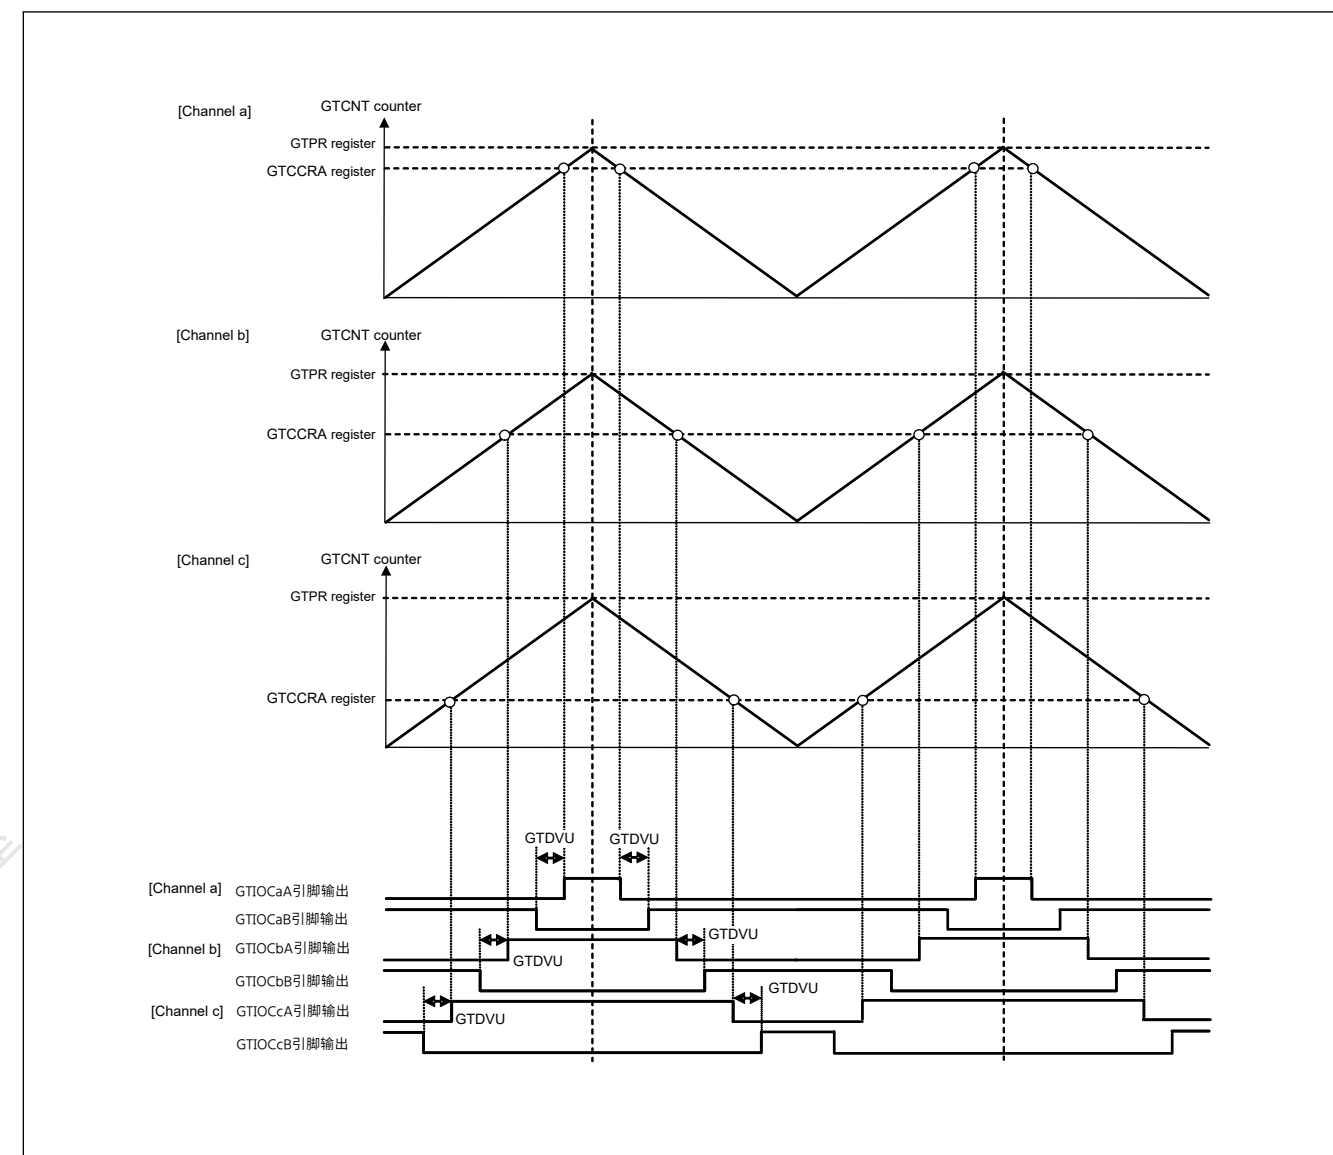 [Channel a]
GTCNT counter
GTPR register
GTCCRA register
[Channel b]
GTCNT counter
GTPR register
GTCCRA register
[Channel c]
GTCNT counter
GTPR register
GTCCRA register
GTDVU
GTDVU
[Channel a]
GTIOCaA引脚输出
GTIOCaB引脚输出
GTDVU
[Channel b]
GTIOCbA引脚输出
GTDVU
GTIOCbB引脚输出
GTDVU
[Channel c]
GTIOCcA引脚输出
GTDVU
GTIOCcB引脚输出